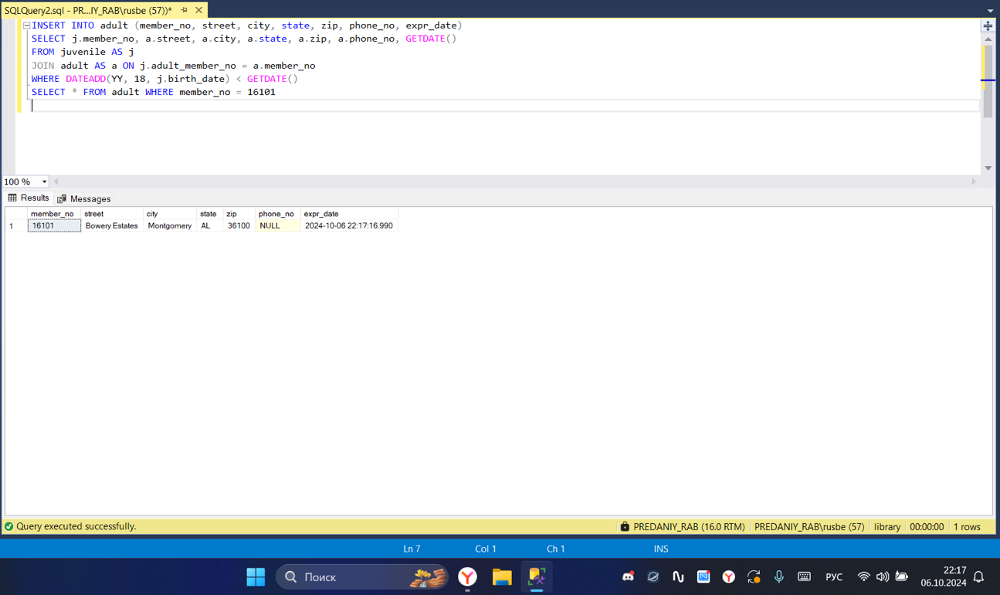 SQLQuery2.sql - PR...IY_RAB\rusbe (57))*
INSERT INTO adult (member_no, street, city, state, zip, phone_no, expr_date)
SELECT j.member_no, a.street, a.city, a.state, a.zip, a.phone_no, GETDATE()
FROM juvenile AS j
JOIN adult AS a ON j.adult_member_no = a.member_no
WHERE DATEADD(YY, 18, j.birth_date) < GETDATE()
SELECT * FROM adult WHERE member_no = 16101
100 %
Results Messages
member_no street city state zip phone_no expr_date
1 16101 Bowery Estates Montgomery AL 36100 NULL 2024-10-06 22:17:16.990
Query executed successfully. PREDANIY_RAB (16.0 RTM) PREDANIY_RAB\rusbe (57) library 00:00:00 1 rows
Ln 7 Col 1 Ch 1 INS
Поиск РУС 22:17
06.10.2024